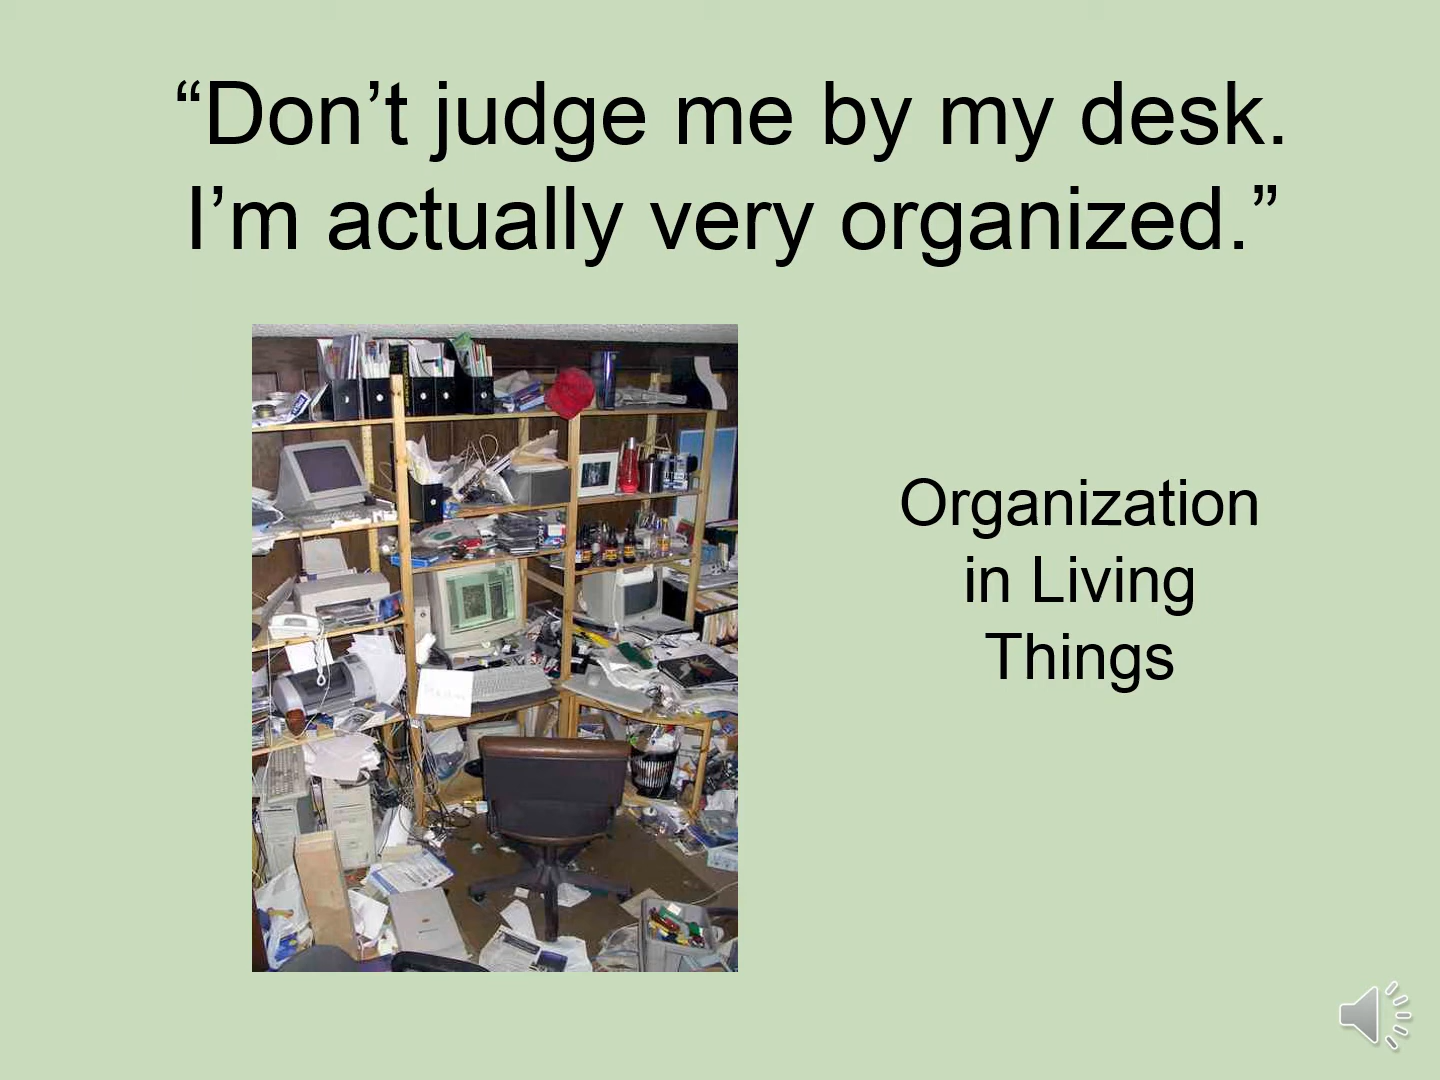 “Don’t judge me by my desk.
I’m actually very organized.”
Organization
in Living
Things